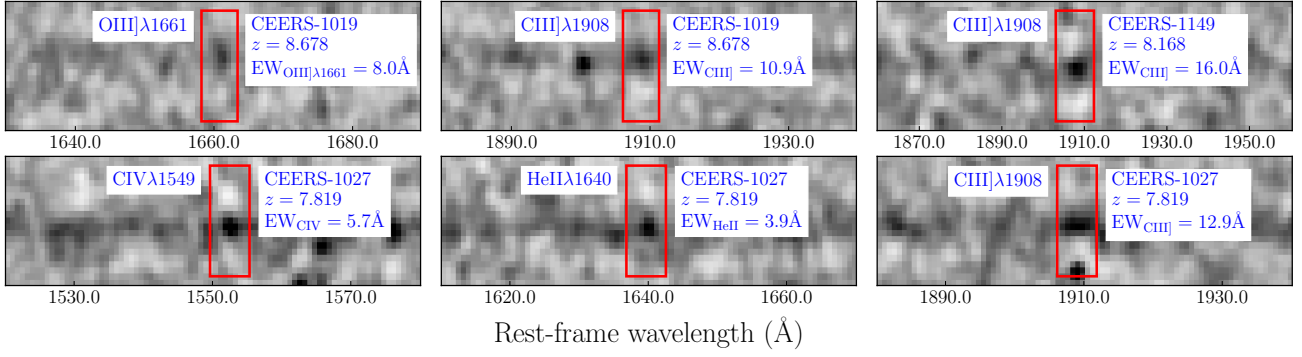 OIII]λ1661
CEERS-1019
z = 8.678
EW_OIII]λ1661 = 8.0Å
1640.0 1660.0 1680.0
CIII]λ1908
CEERS-1019
z = 8.678
EW_CIII] = 10.9Å
1890.0 1910.0 1930.0
CIII]λ1908
CEERS-1149
z = 8.168
EW_CIII] = 16.0Å
1870.0 1890.0 1910.0 1930.0 1950.0
CIVλ1549
CEERS-1027
z = 7.819
EW_CIV = 5.7Å
1530.0 1550.0 1570.0
HeIIλ1640
CEERS-1027
z = 7.819
EW_HeII = 3.9Å
1620.0 1640.0 1660.0
CIII]λ1908
CEERS-1027
z = 7.819
EW_CIII] = 12.9Å
1890.0 1910.0 1930.0
Rest-frame wavelength (Å)